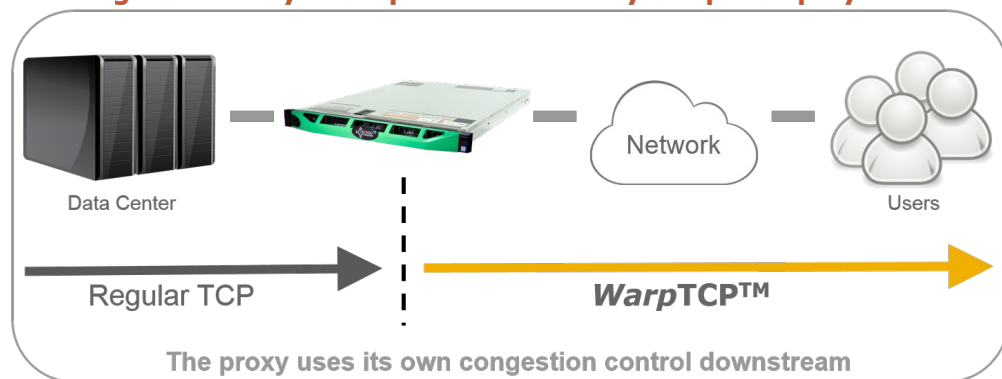 Network
Data Center
Users
Regular TCP
WarpTCP™
The proxy uses its own congestion control downstream